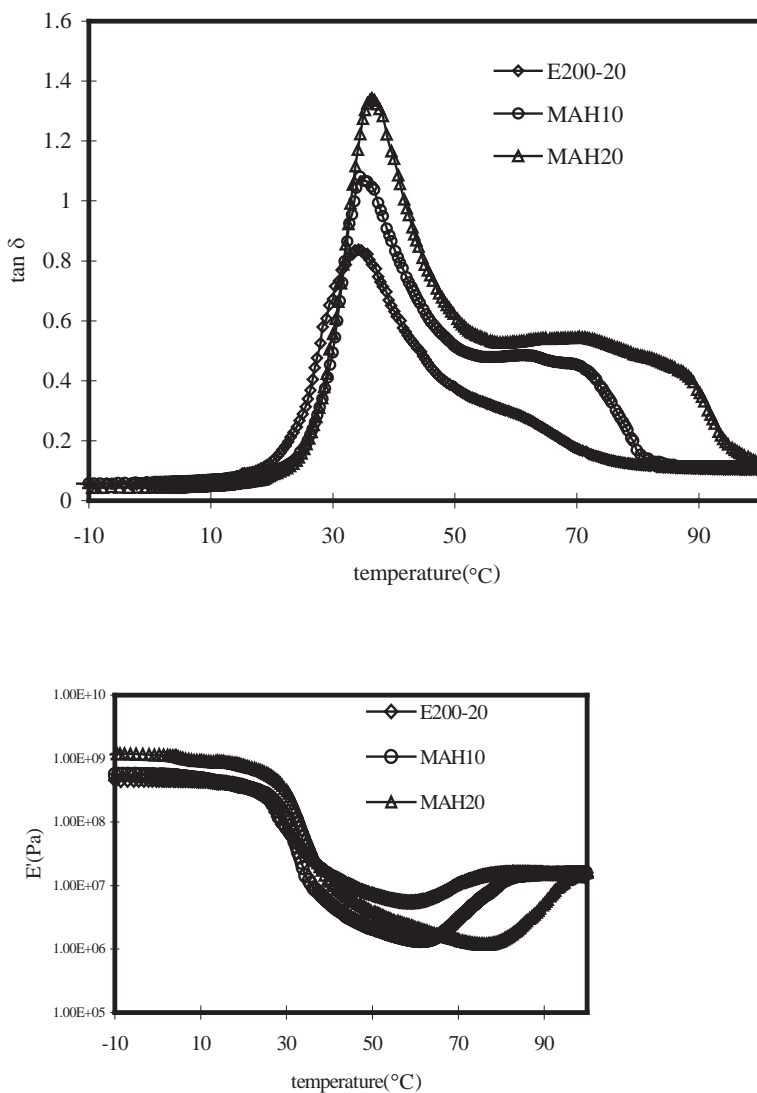 1.6
1.4
1.2
1
0.8
0.6
0.4
0.2
0
tan δ
E200-20
MAH10
MAH20
-10 10 30 50 70 90
temperature(°C)
1.00E+10
1.00E+09
1.00E+08
1.00E+07
1.00E+06
1.00E+05
E'(Pa)
E200-20
MAH10
MAH20
-10 10 30 50 70 90
temperature(°C)